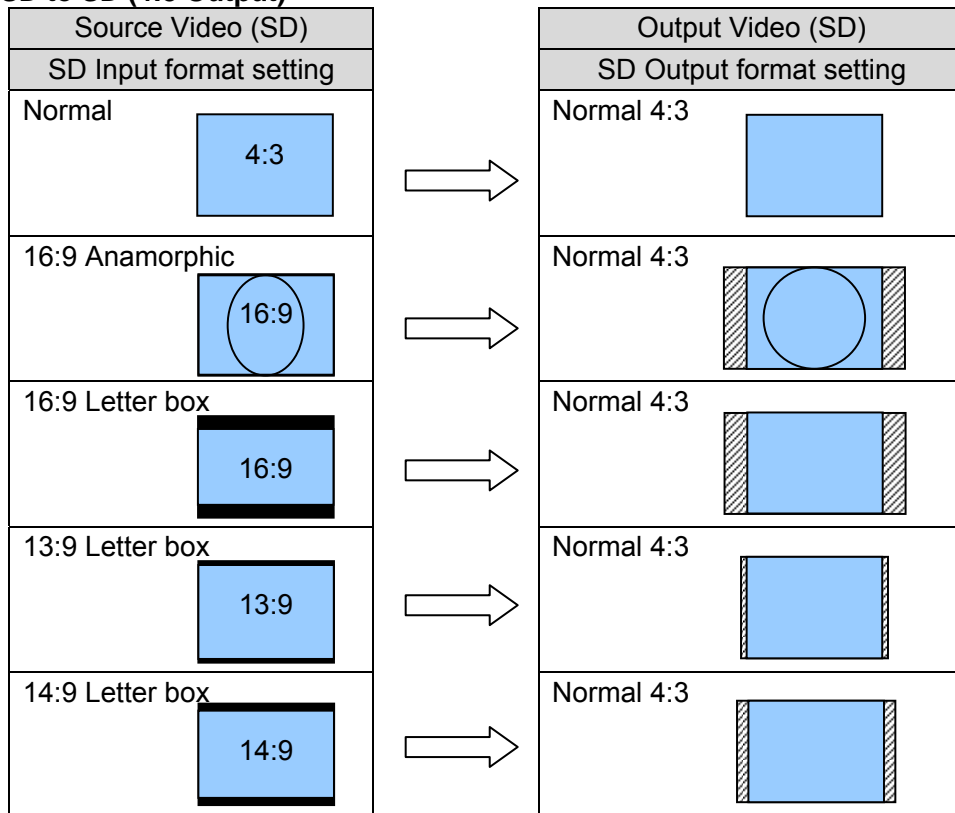 Source Video (SD) Output Video (SD)
SD Input format setting SD Output format setting
Normal Normal 4:3
4:3
16:9 Anamorphic Normal 4:3
16:9
16:9 Letter box Normal 4:3
16:9
13:9 Letter box Normal 4:3
13:9
14:9 Letter box Normal 4:3
14:9